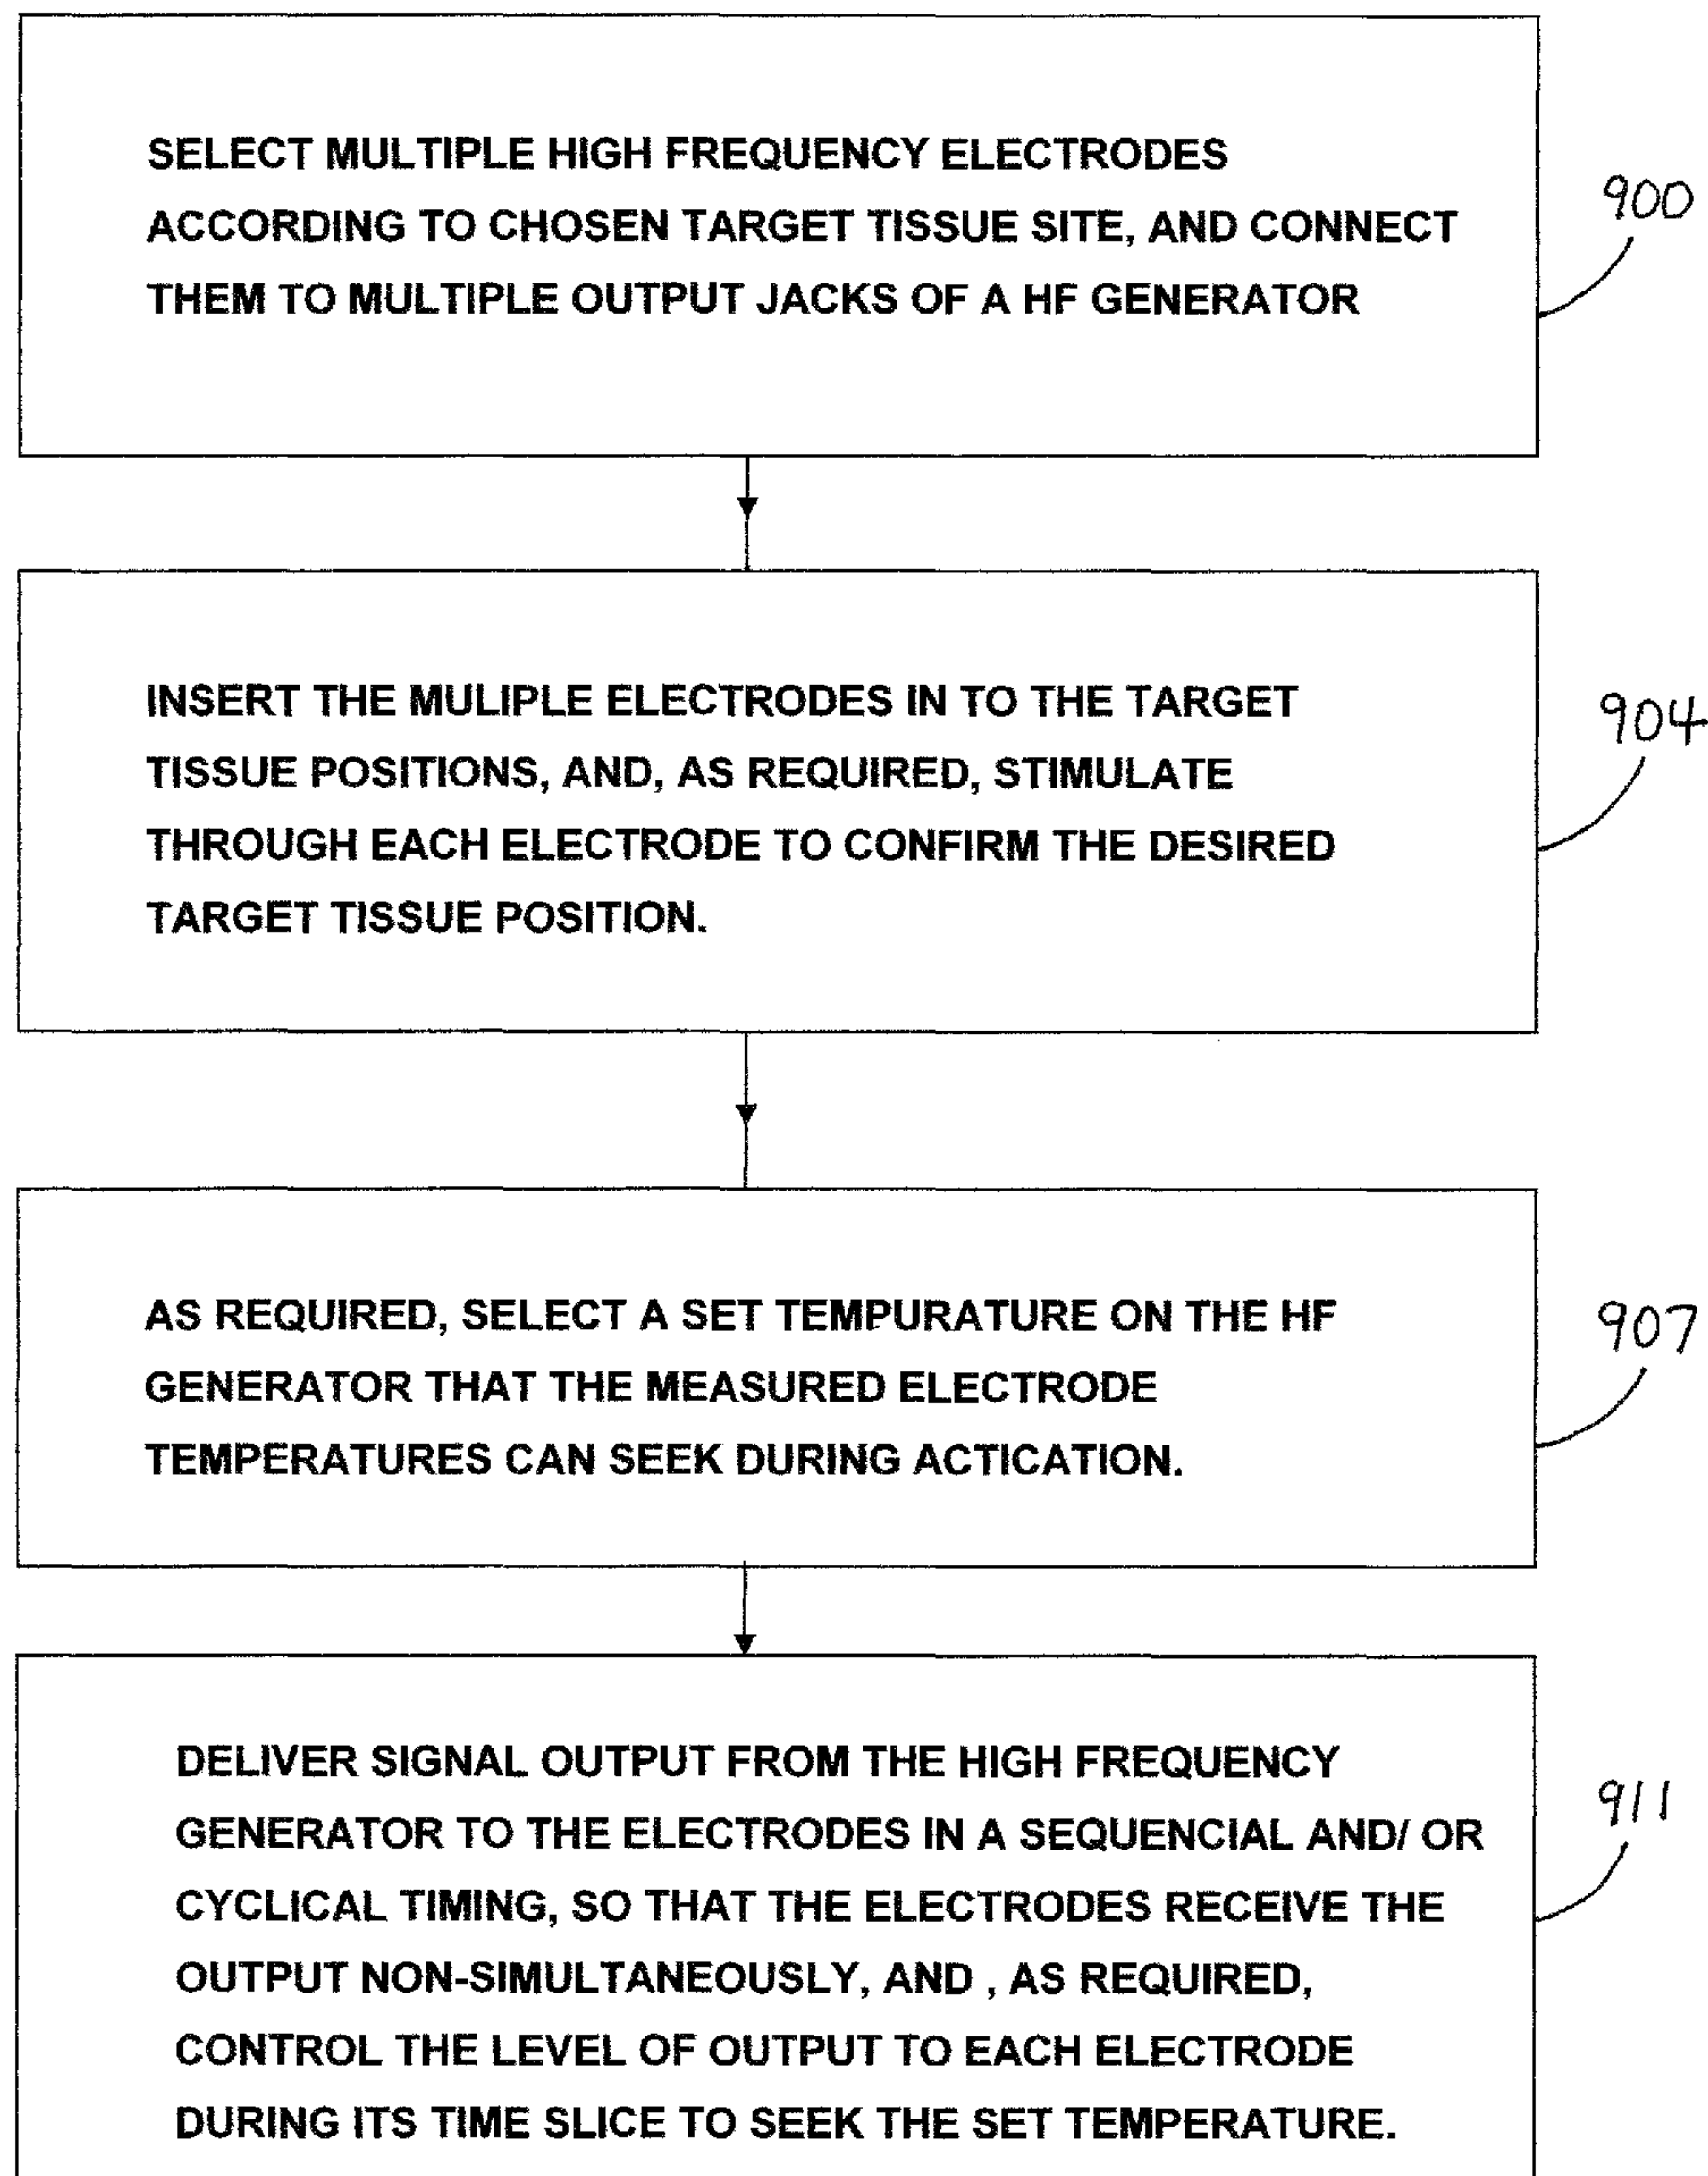 SELECT MULTIPLE HIGH FREQUENCY ELECTRODES
ACCORDING TO CHOSEN TARGET TISSUE SITE, AND CONNECT
THEM TO MULTIPLE OUTPUT JACKS OF A HF GENERATOR
900
INSERT THE MULIPLE ELECTRODES IN TO THE TARGET
TISSUE POSITIONS, AND, AS REQUIRED, STIMULATE
THROUGH EACH ELECTRODE TO CONFIRM THE DESIRED
TARGET TISSUE POSITION.
904
AS REQUIRED, SELECT A SET TEMPURATURE ON THE HF
GENERATOR THAT THE MEASURED ELECTRODE
TEMPERATURES CAN SEEK DURING ACTICATION.
907
DELIVER SIGNAL OUTPUT FROM THE HIGH FREQUENCY
GENERATOR TO THE ELECTRODES IN A SEQUENCIAL AND/ OR
CYCLICAL TIMING, SO THAT THE ELECTRODES RECEIVE THE
OUTPUT NON-SIMULTANEOUSLY, AND , AS REQUIRED,
CONTROL THE LEVEL OF OUTPUT TO EACH ELECTRODE
DURING ITS TIME SLICE TO SEEK THE SET TEMPERATURE.
911